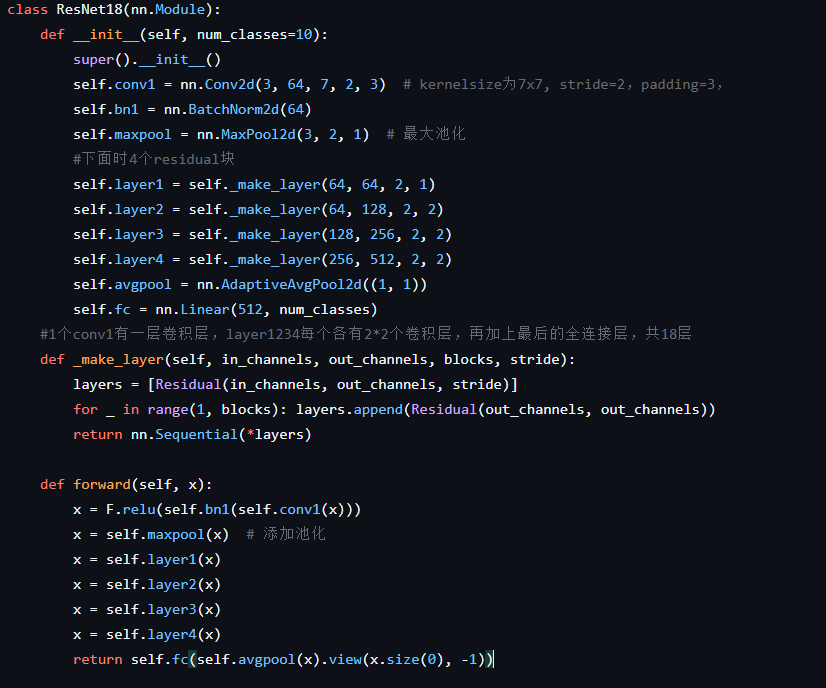 class ResNet18(nn.Module):
    def __init__(self, num_classes=10):
        super().__init__()
        self.conv1 = nn.Conv2d(3, 64, 7, 2, 3)  # kernelsize为7x7, stride=2，padding=3，
        self.bn1 = nn.BatchNorm2d(64)
        self.maxpool = nn.MaxPool2d(3, 2, 1)  # 最大池化
        #下面时4个residual块
        self.layer1 = self._make_layer(64, 64, 2, 1)
        self.layer2 = self._make_layer(64, 128, 2, 2)
        self.layer3 = self._make_layer(128, 256, 2, 2)
        self.layer4 = self._make_layer(256, 512, 2, 2)
        self.avgpool = nn.AdaptiveAvgPool2d((1, 1))
        self.fc = nn.Linear(512, num_classes)
    #1个conv1有一层卷积层，layer1234每个各有2*2个卷积层，再加上最后的全连接层，共18层
    def _make_layer(self, in_channels, out_channels, blocks, stride):
        layers = [Residual(in_channels, out_channels, stride)]
        for _ in range(1, blocks): layers.append(Residual(out_channels, out_channels))
        return nn.Sequential(*layers)

    def forward(self, x):
        x = F.relu(self.bn1(self.conv1(x)))
        x = self.maxpool(x)  # 添加池化
        x = self.layer1(x)
        x = self.layer2(x)
        x = self.layer3(x)
        x = self.layer4(x)
        return self.fc(self.avgpool(x).view(x.size(0), -1))